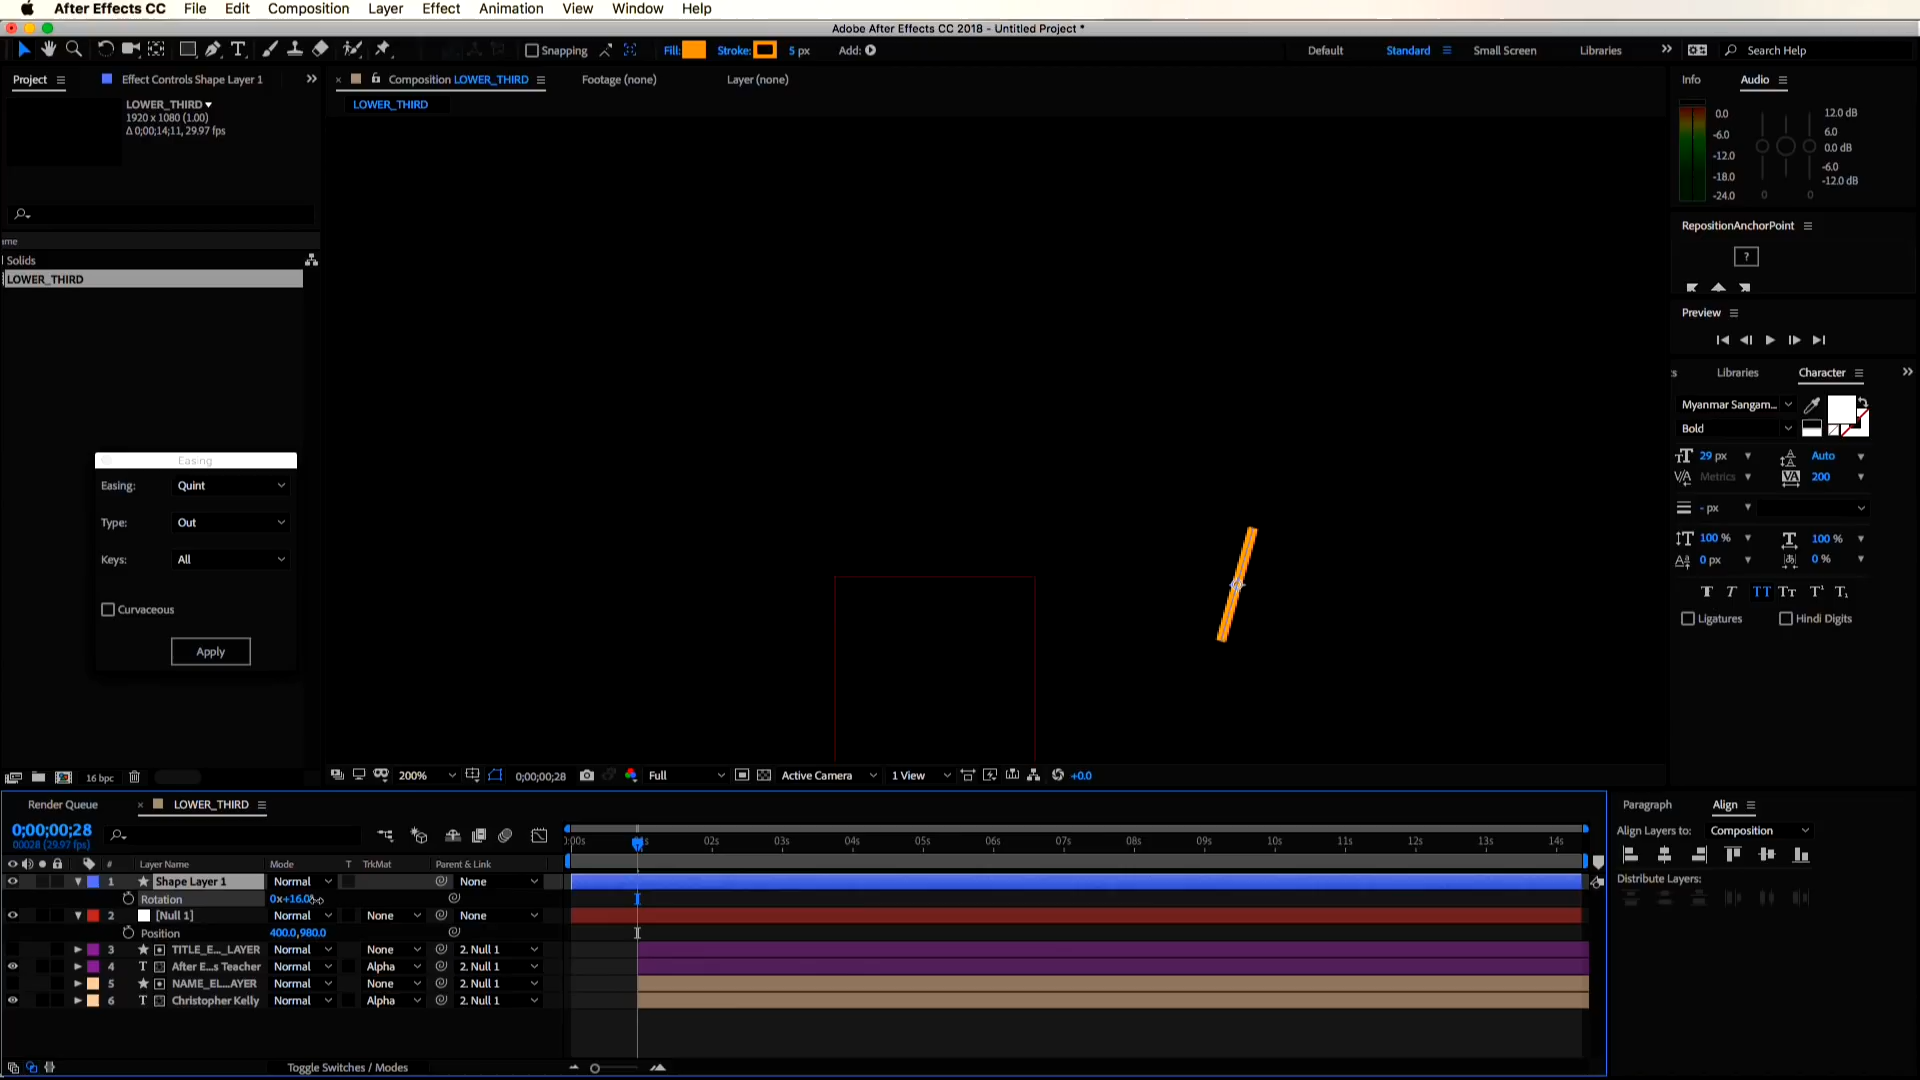 After Effects CC File Edit Composition Layer Effect Animation View Window Help
Adobe After Effects CC 2018 - Untitled Project *
Snapping Fill: Stroke: 5 px Add: Default Standard Small Screen Libraries Search Help
Project Effect Controls Shape Layer 1 Composition LOWER_THIRD Footage (none) Layer (none) Info Audio
LOWER_THIRD
1920 x 1080 (1.00)
Δ 0;00;14;11, 29.97 fps
LOWER_THIRD
0.0 12.0 dB
-6.0 6.0
-12.0 0.0 dB
-18.0 -6.0
-24.0 -12.0 dB
0 0
RepositionAnchorPoint
?
Solids
LOWER_THIRD
Preview
Libraries Character
Myanmar Sangam...
Bold
29 px Auto
Metrics 200
- px
100 % 100 %
0 px 0 %
Ligatures Hindi Digits
Easing
Easing: Quint
Type: Out
Keys: All
Curvaceous
Apply
16 bpc 200% 0;00;00;28 Full Active Camera 1 View +0.0
Render Queue LOWER_THIRD
0;00;00;28
00028 (29.97 fps)
02s 03s 04s 05s 06s 07s 08s 09s 10s 11s 12s 13s 14s
# Layer Name Mode T TrkMat Parent & Link
1 Shape Layer 1 Normal None
Rotation 0x+16.0°
2 [Null 1] Normal None None
Position 400.0,980.0
3 TITLE_E..._LAYER Normal None 2. Null 1
4 T After E...s Teacher Normal Alpha 2. Null 1
5 NAME_EL...AYER Normal None 2. Null 1
6 T Christopher Kelly Normal Alpha 2. Null 1
Toggle Switches / Modes
Paragraph Align
Align Layers to: Composition
Distribute Layers: